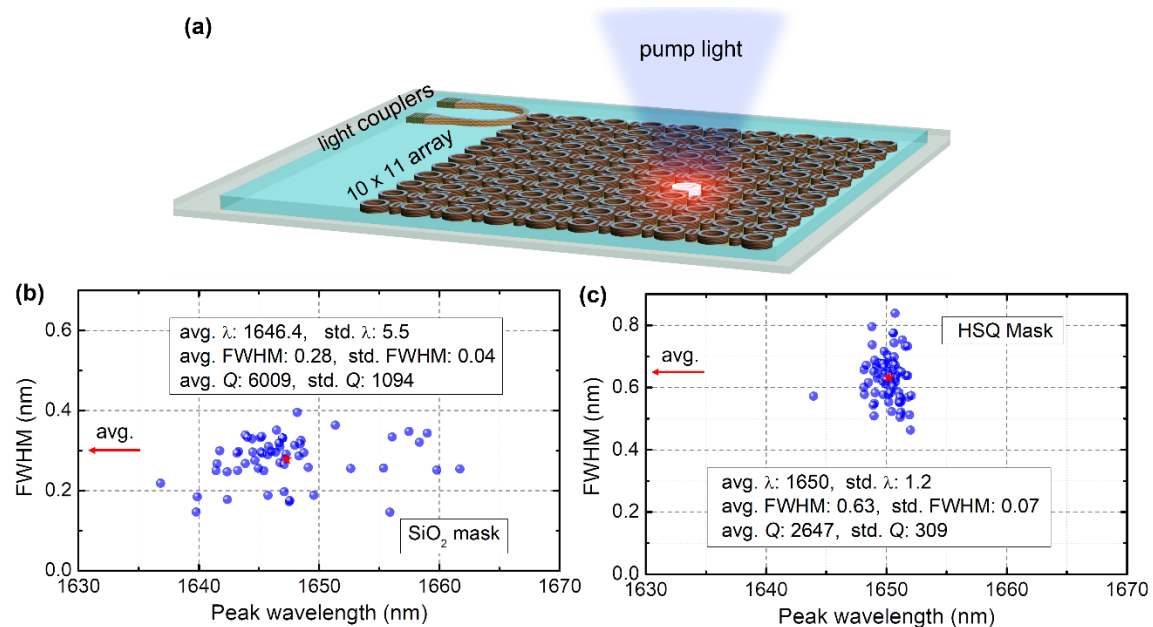 (a)
pump light
light couplers
10 x 11 array
(b)
avg. λ: 1646.4, std. λ: 5.5
avg. FWHM: 0.28, std. FWHM: 0.04
avg. Q: 6009, std. Q: 1094
avg.
SiO₂ mask
0.6
0.4
0.2
0.0
FWHM (nm)
1630
1640
1650
1660
1670
Peak wavelength (nm)
(c)
HSQ Mask
avg.
avg. λ: 1650, std. λ: 1.2
avg. FWHM: 0.63, std. FWHM: 0.07
avg. Q: 2647, std. Q: 309
0.8
0.6
0.4
0.2
0.0
FWHM (nm)
1630
1640
1650
1660
1670
Peak wavelength (nm)